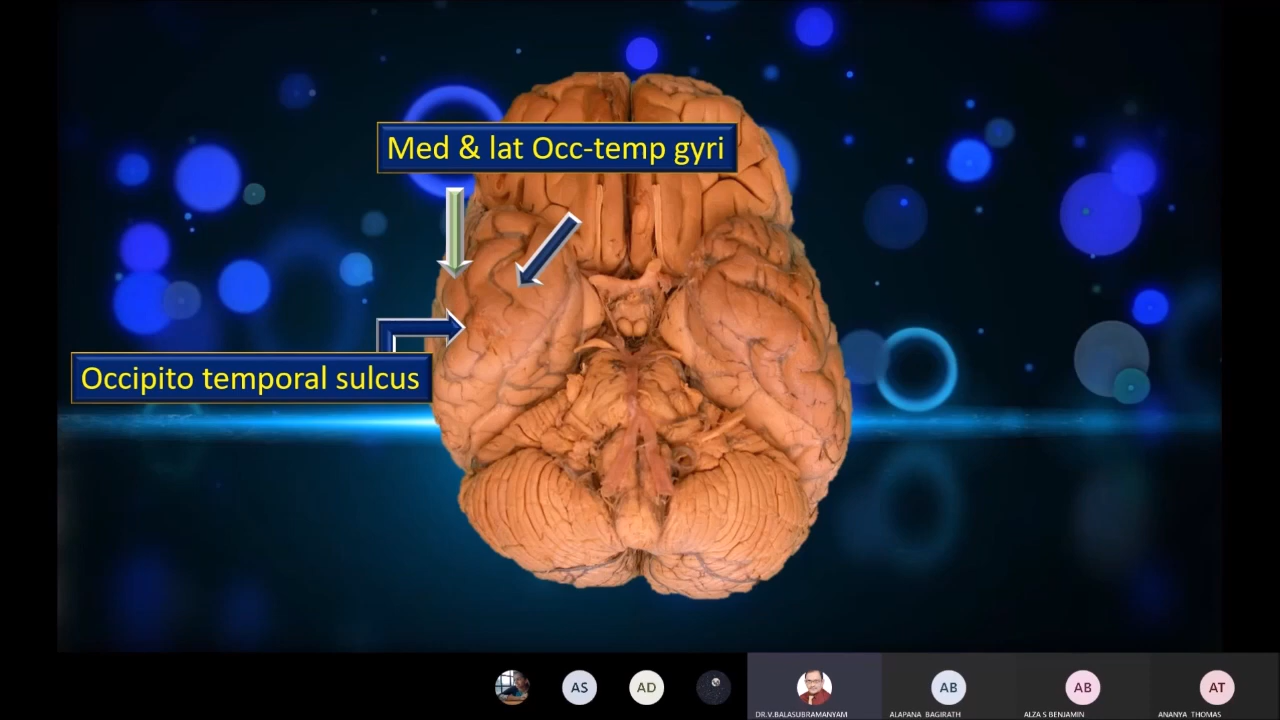 Med & lat Occ-temp gyri
Occipito temporal sulcus
AS
AD
AB
AB
AT
DR.V.BALASUBRAMANYAM
ALAPANA BAGIRATH
ALZA S BENJAMIN
ANANYA THOMAS